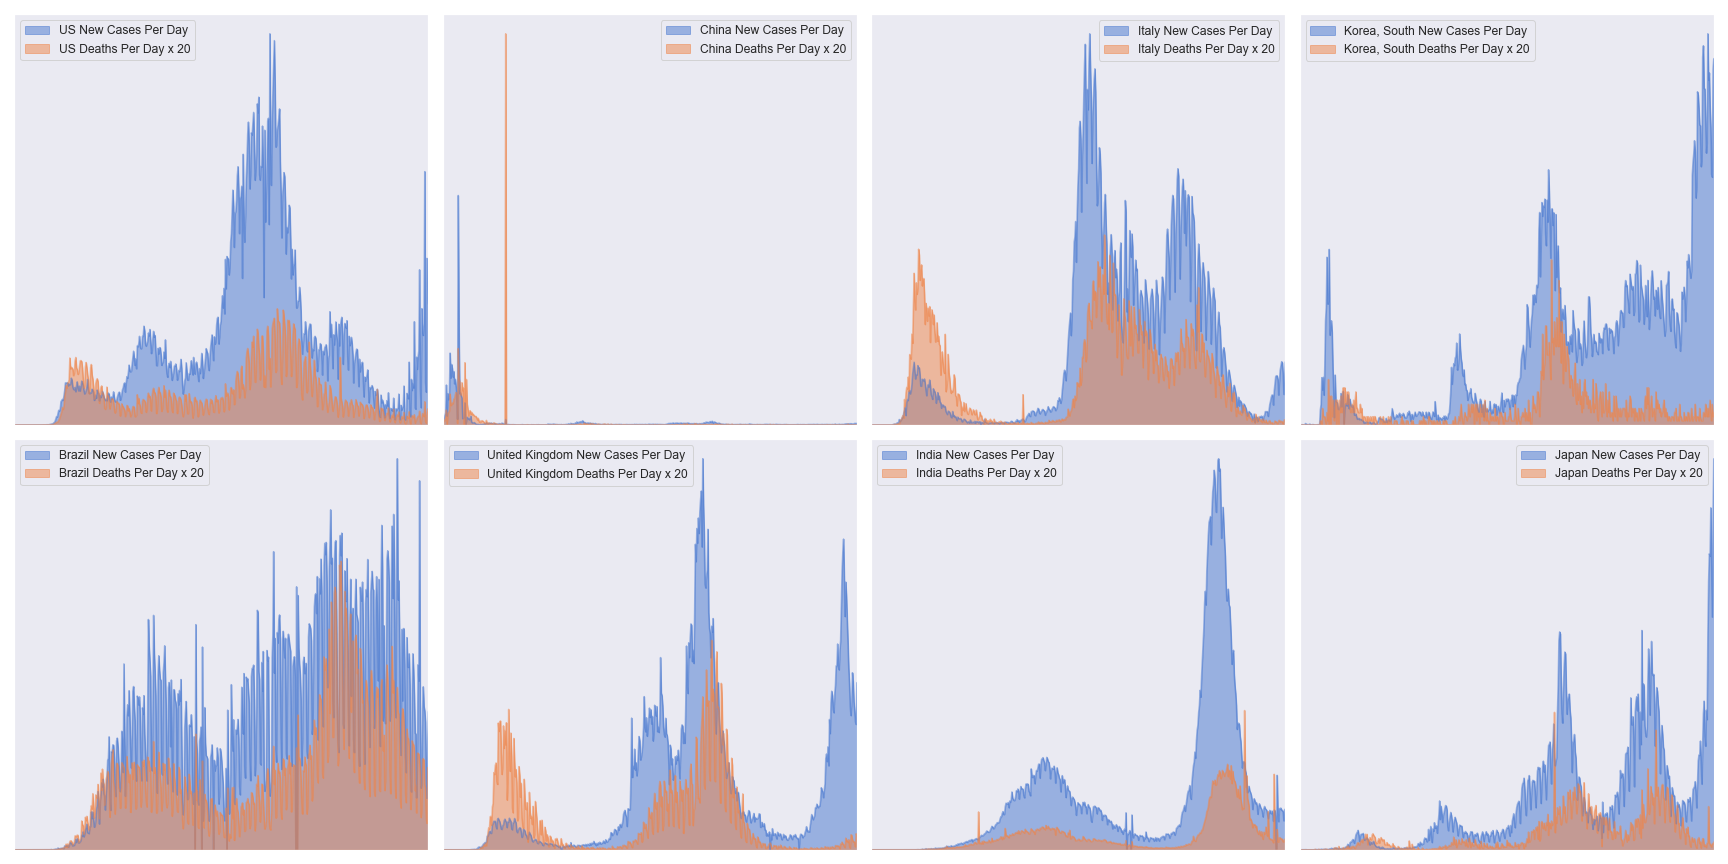 US New Cases Per Day
US Deaths Per Day x 20
China New Cases Per Day
China Deaths Per Day x 20
Italy New Cases Per Day
Italy Deaths Per Day x 20
Korea, South New Cases Per Day
Korea, South Deaths Per Day x 20
Brazil New Cases Per Day
Brazil Deaths Per Day x 20
United Kingdom New Cases Per Day
United Kingdom Deaths Per Day x 20
India New Cases Per Day
India Deaths Per Day x 20
Japan New Cases Per Day
Japan Deaths Per Day x 20